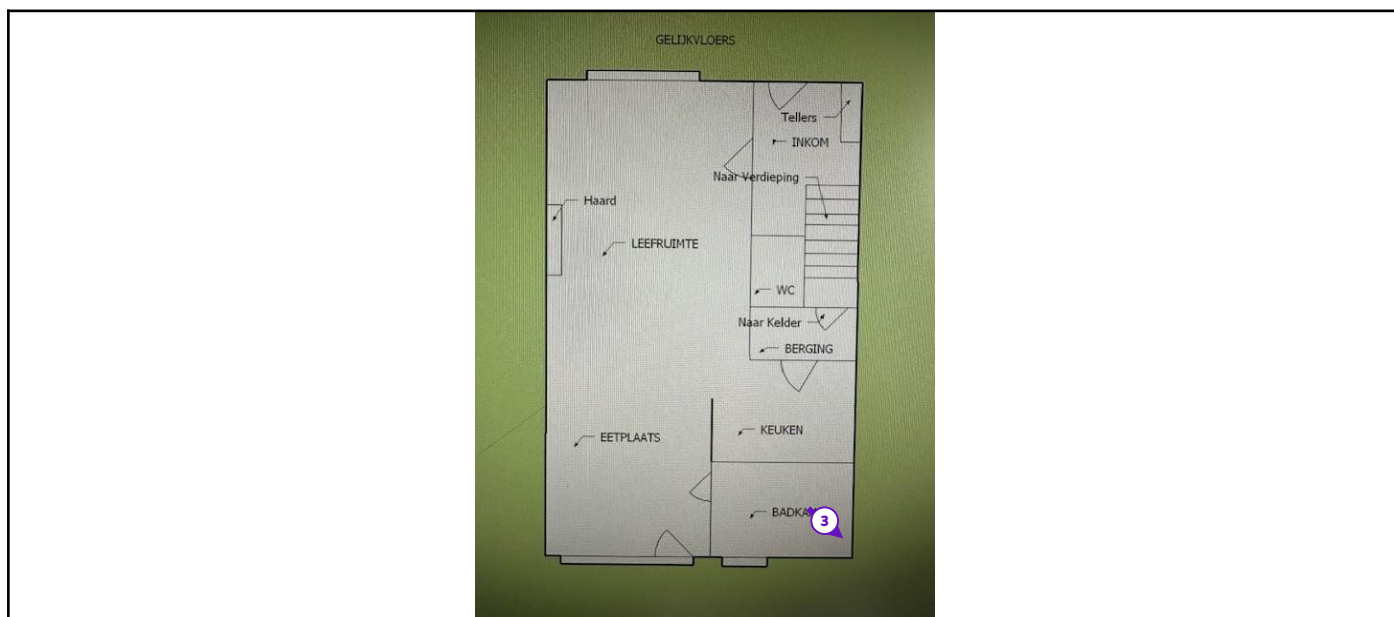 GELIJKVLOERS
Tellers
INKOM
Naar Verdieping
Haard
LEEFRUIMTE
WC
Naar Kelder
BERGING
KEUKEN
EETPLAATS
3